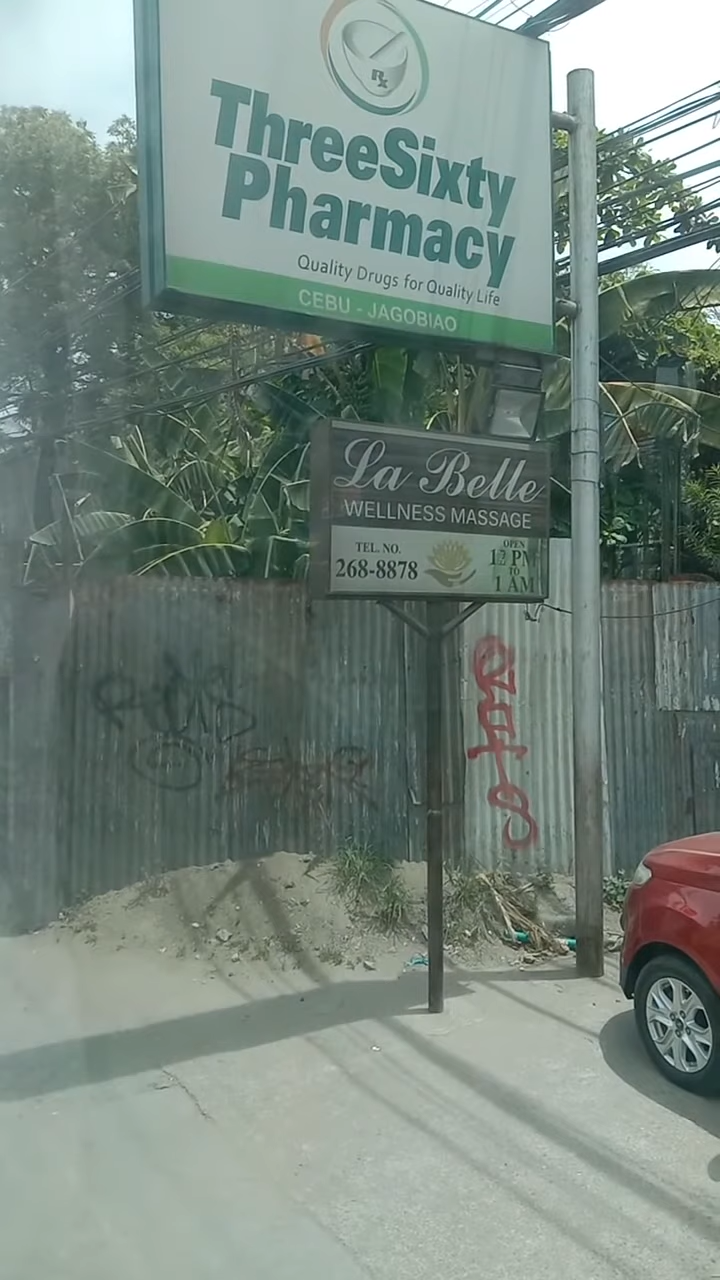 Rx
ThreeSixty
Pharmacy
Quality Drugs for Quality Life
CEBU - JAGOBIAO
La Belle
WELLNESS MASSAGE
TEL. NO.
268-8878
OPEN
12 PM
TO
1 AM